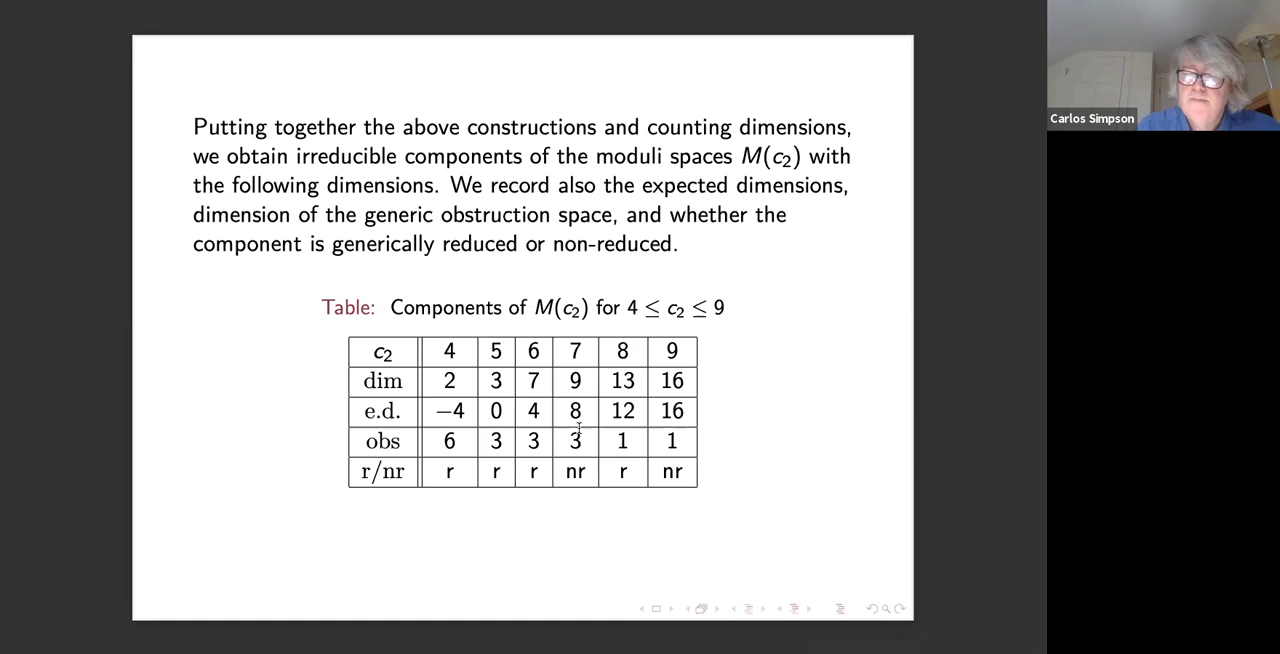 Putting together the above constructions and counting dimensions,
we obtain irreducible components of the moduli spaces M(c₂) with
the following dimensions. We record also the expected dimensions,
dimension of the generic obstruction space, and whether the
component is generically reduced or non-reduced.
Table: Components of M(c₂) for 4 ≤ c₂ ≤ 9
c₂ 4 5 6 7 8 9
dim 2 3 7 9 13 16
e.d. −4 0 4 8 12 16
obs 6 3 3 3 1 1
r/nr r r r nr r nr
Carlos Simpson